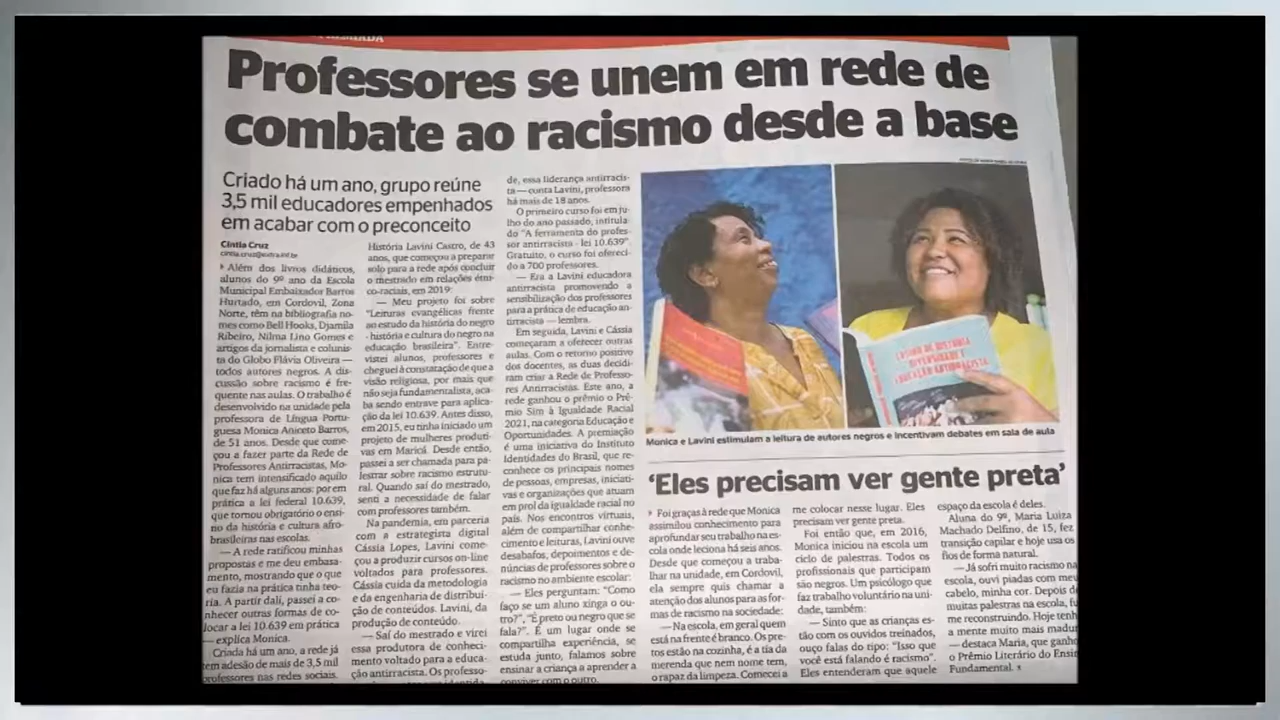 Professores se unem em rede de
combate ao racismo desde a base
Criado há um ano, grupo reúne
3,5 mil educadores empenhados
em acabar com o preconceito
Cíntia Cruz
cintia.cruz@extra.inf.br
Além dos livros didáticos,
alunos do 9º ano da Escola
Municipal Embaixador Barros
Hurtado, em Cordovil, Zona
Norte, têm na bibliografia no-
mes como Bell Hooks, Djamila
Ribeiro, Nilma Lino Gomes e
artigos da jornalista e colunis-
ta do Globo Flávia Oliveira —
todos autores negros. A dis-
cussão sobre racismo é fre-
quente nas aulas. O trabalho é
desenvolvido na unidade pela
professora de Língua Portu-
guesa Monica Aniceto Barros,
de 51 anos. Desde que come-
çou a fazer parte da Rede de
Professores Antirracistas, Mo-
nica tem intensificado aquilo
que faz há alguns anos: por em
prática a lei federal 10.639,
que tornou obrigatório o ensi-
no da história e cultura afro-
brasileiras nas escolas.
— A rede ratificou minhas
propostas e me deu embasa-
mento, mostrando que o que
eu fazia na prática tinha teo-
ria. A partir dali, passei a co-
nhecer outras formas de co-
locar a lei 10.639 em prática
— explica Monica.
Criada há um ano, a rede já
tem adesão de mais de 3,5 mil
professores nas redes sociais.
História Lavini Castro, de 43
anos, que começou a preparar
solo para a rede após concluir
o mestrado em relações étni-
co-raciais, em 2019:
— Meu projeto foi sobre
"Leituras evangélicas frente
ao estudo da história do negro
- história e cultura do negro na
educação brasileira". Entre-
vistei alunos, professores e
cheguei à constatação de que a
visão religiosa, por mais que
não seja fundamentalista, aca-
ba sendo entrave para aplica-
ção da lei 10.639. Antes disso,
em 2015, eu tinha iniciado um
projeto de mulheres produti-
vas em Maricá. Desde então,
passei a ser chamada para pa-
lestrar sobre racismo estrutu-
ral. Quando saí do mestrado,
senti a necessidade de falar
com professores também.
Na pandemia, em parceria
com a estrategista digital
Cássia Lopes, Lavini come-
çou a produzir cursos on-line
voltados para professores.
Cássia cuida da metodologia
e da engenharia de distribui-
ção de conteúdos. Lavini, da
produção de conteúdo.
— Saí do mestrado e virei
essa produtora de conheci-
mento voltado para a educa-
ção antirracista. Os professo-
de, essa liderança antirracis-
ta — conta Lavini, professora
há mais de 18 anos.
O primeiro curso foi em ju-
lho do ano passado, intitula-
do "A ferramenta do profes-
sor antirracista - lei 10.639".
Gratuito, o curso foi ofereci-
do a 700 professores.
— Era a Lavini educadora
antirracista promovendo a
sensibilização dos professores
para a prática de educação an-
tirracista — lembra.
Em seguida, Lavini e Cássia
começaram a oferecer outras
aulas. Com o retorno positivo
dos docentes, as duas decidi-
ram criar a Rede de Professo-
res Antirracistas. Este ano, a
rede ganhou o prêmio o Prê-
mio Sim à Igualdade Racial
2021, na categoria Educação e
Oportunidades. A premiação
é uma iniciativa do Instituto
Identidades do Brasil, que re-
conhece os principais nomes
de pessoas, empresas, iniciati-
vas e organizações que atuam
em prol da igualdade racial no
país. Nos encontros virtuais,
além de compartilhar conhe-
cimento e leituras, Lavini ouve
desabafos, depoimentos e de-
núncias de professores sobre o
racismo no ambiente escolar:
— Eles perguntam: "Como
faço se um aluno xinga o ou-
tro?", "É preto ou negro que se
fala?". É um lugar onde se
compartilha experiência, se
estuda junto, falamos sobre
ensinar a criança a aprender a
conviver com o outro.
ENSINO DE HISTÓRIA
DIVERSIDADE E
EDUCAÇÃO ANTIRRACISTA
Monica e Lavini estimulam a leitura de autores negros e incentivam debates em sala de aula
'Eles precisam ver gente preta'
Foi graças à rede que Monica
assimilou conhecimento para
aprofundar seu trabalho na es-
cola onde leciona há seis anos.
Desde que começou a traba-
lhar na unidade, em Cordovil,
ela sempre quis chamar a
atenção dos alunos para as for-
mas de racismo na sociedade:
— Na escola, em geral quem
está na frente é branco. Os pre-
tos estão na cozinha, é a tia da
merenda que nem nome tem,
o rapaz da limpeza. Comecei a
me colocar nesse lugar. Eles
precisam ver gente preta.
Foi então que, em 2016,
Monica iniciou na escola um
ciclo de palestras. Todos os
profissionais que participam
são negros. Um psicólogo que
faz trabalho voluntário na uni-
dade, também:
— Sinto que as crianças es-
tão com os ouvidos treinados,
ouço falas do tipo: "Isso que
você está falando é racismo".
Eles entenderam que aquele
espaço da escola é deles.
Aluna do 9º, Maria Luiza
Machado Delfino, de 15, fez
transição capilar e hoje usa os
fios de forma natural.
— Já sofri muito racismo na
escola, ouvi piadas com meu
cabelo, minha cor. Depois de
muitas palestras na escola, fu
me reconstruindo. Hoje tenh
a mente muito mais madur
— destaca Maria, que ganho
o Prêmio Literário do Ensin
Fundamental.